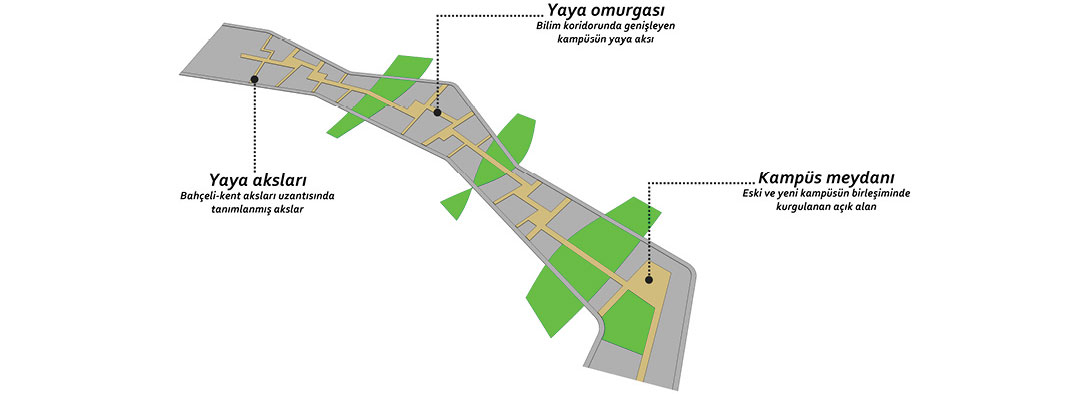 Yaya omurgası
Bilim koridorunda genişleyen
kampüsün yaya aksı
Yaya aksları
Bahçeli-kent aksları uzantısında
tanımlanmış akslar
Kampüs meydanı
Eski ve yeni kampüsün birleşiminde
kurgulanan açık alan